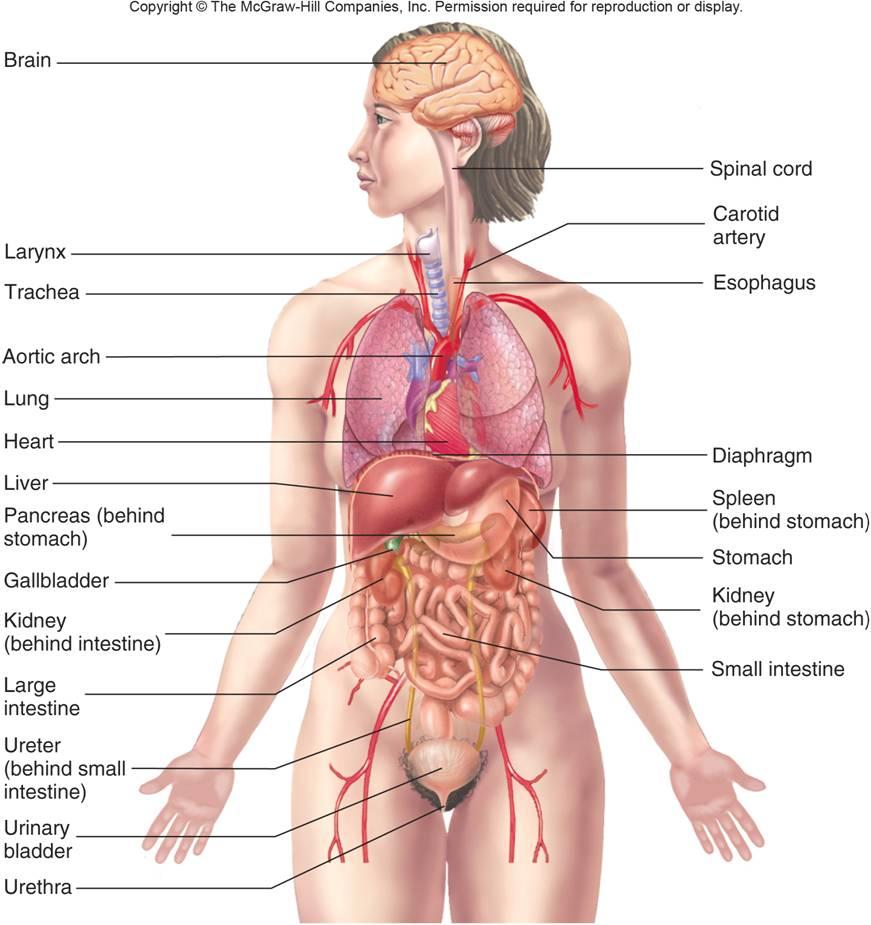 Copyright © The McGraw-Hill Companies, Inc. Permission required for reproduction or display.
Brain
Larynx
Trachea
Aortic arch
Lung
Heart
Liver
Pancreas (behind
stomach)
Gallbladder
Kidney
(behind intestine)
Large
intestine
Ureter
(behind small
intestine)
Urinary
bladder
Urethra
Spinal cord
Carotid
artery
Esophagus
Diaphragm
Spleen
(behind stomach)
Stomach
Kidney
(behind stomach)
Small intestine